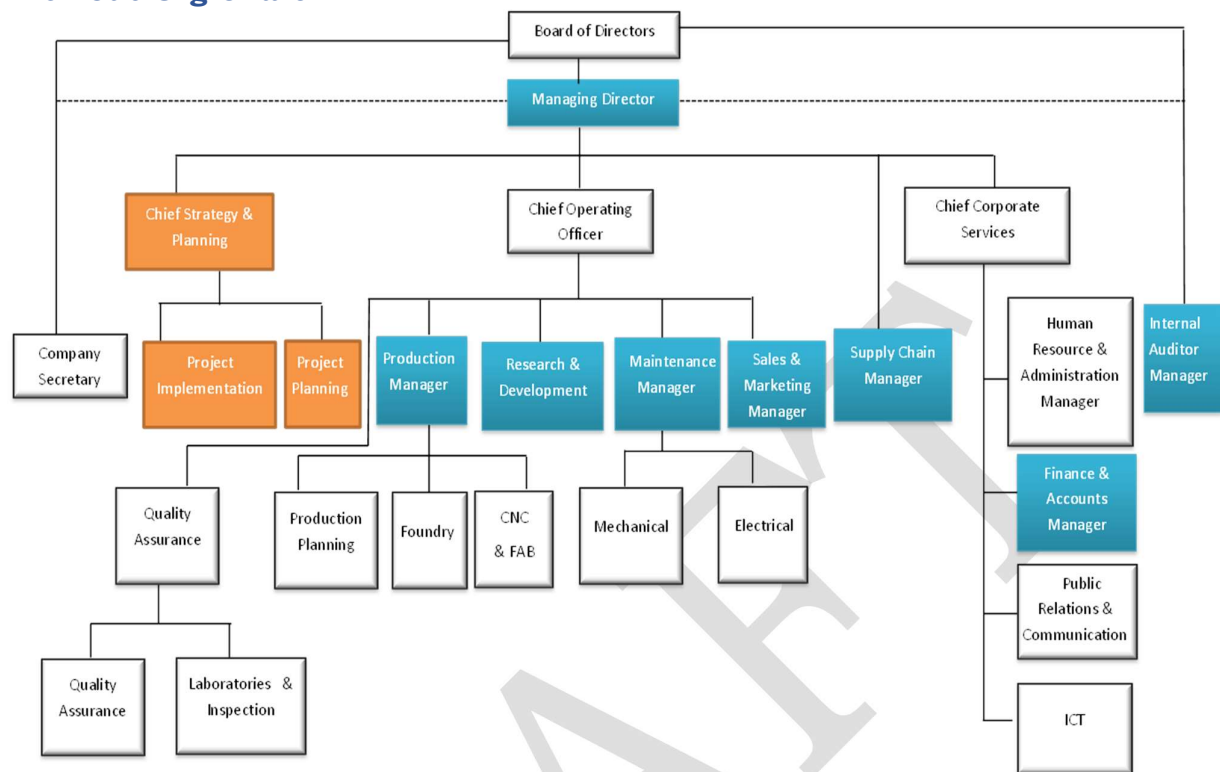 Board of Directors
Managing Director
Chief Strategy &
Planning
Chief Operating
Officer
Chief Corporate
Services
Company
Secretary
Project
Implementation
Project
Planning
Production
Manager
Research &
Development
Maintenance
Manager
Sales &
Marketing
Manager
Supply Chain
Manager
Human
Resource &
Administration
Manager
Internal
Auditor
Manager
Finance &
Accounts
Manager
Quality
Assurance
Production
Planning
Foundry
CNC
& FAB
Mechanical
Electrical
Public
Relations &
Communication
Quality
Assurance
Laboratories &
Inspection
ICT